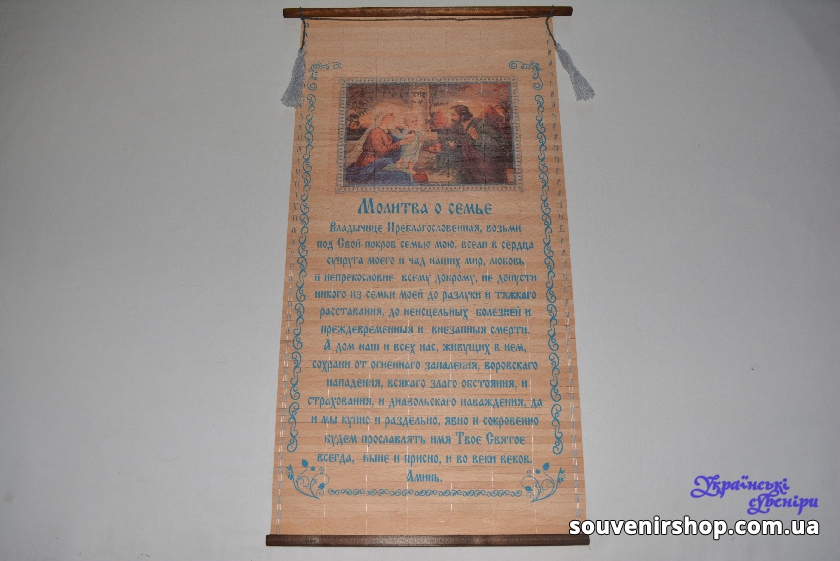 Молитва о семье
Владычице Преблагословенная, возьми
под Свой покров семью мою. всели в сердца
супруга моего и чад наших мир, любовь
и непрекословие всему доброму, не допусти
никого из семьи моей до разлуки и тяжкаго
расставания, до неисцельных болезней и
преждевременныя и внезапныя смерти.
А дом наш и всех нас, живущих в нем,
сохрани от огненнаго запаления, воровскаго
нападения, всякаго злаго обстояния, и
страхования, и диавольскаго наваждения, да
и мы купно и раздельно, явно и сокровенно
будем прославлять имя Твое Святое
всегда, ныне и присно, и во веки веков.
Аминь.
Українські
сувеніри
souvenirshop.com.ua